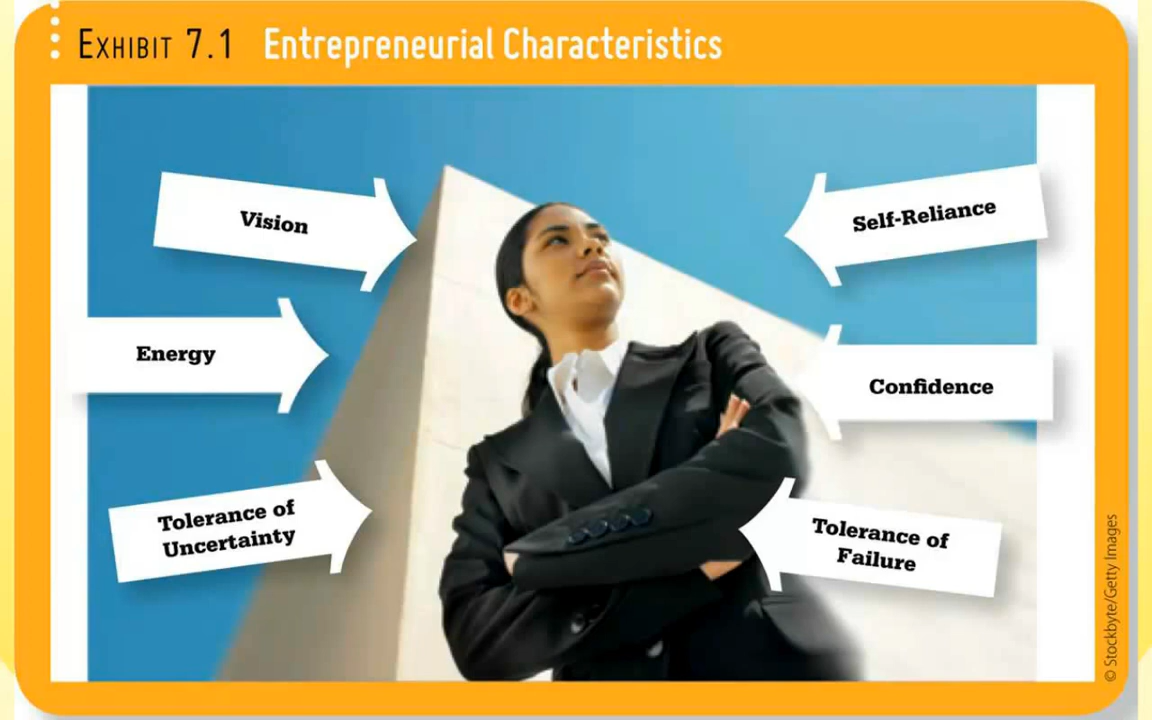 EXHIBIT 7.1 Entrepreneurial Characteristics
Vision
Self-Reliance
Energy
Confidence
Tolerance of
Uncertainty
Tolerance of
Failure
© Stockbyte/Getty Images